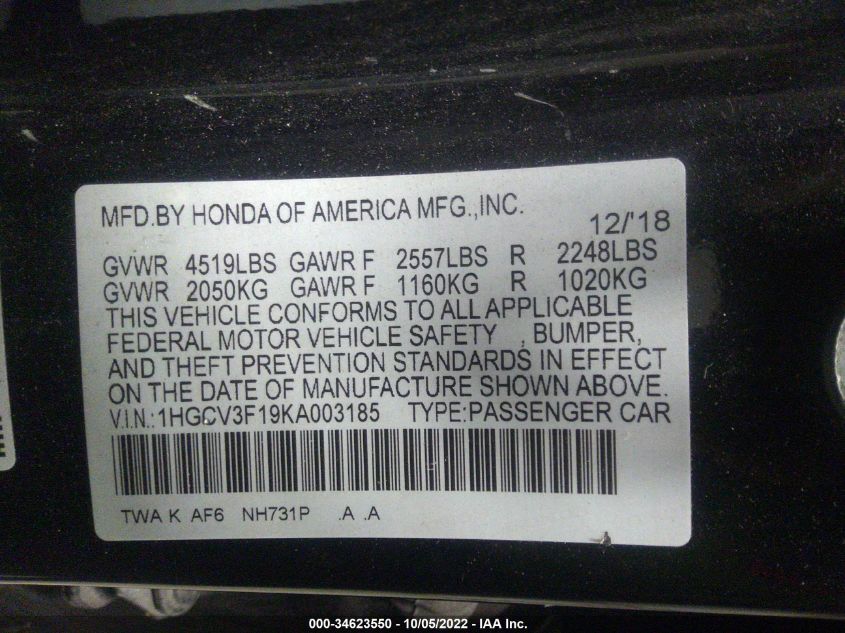 MFD.BY HONDA OF AMERICA MFG.,INC.
12/'18
GVWR 4519LBS GAWR F 2557LBS R 2248LBS
GVWR 2050KG GAWR F 1160KG R 1020KG
THIS VEHICLE CONFORMS TO ALL APPLICABLE
FEDERAL MOTOR VEHICLE SAFETY , BUMPER,
AND THEFT PREVENTION STANDARDS IN EFFECT
ON THE DATE OF MANUFACTURE SHOWN ABOVE.
V.I.N.:1HGCV3F19KA003185 TYPE:PASSENGER CAR
TWA K AF6 NH731P .A .A
000-34623550 - 10/05/2022 - IAA Inc.